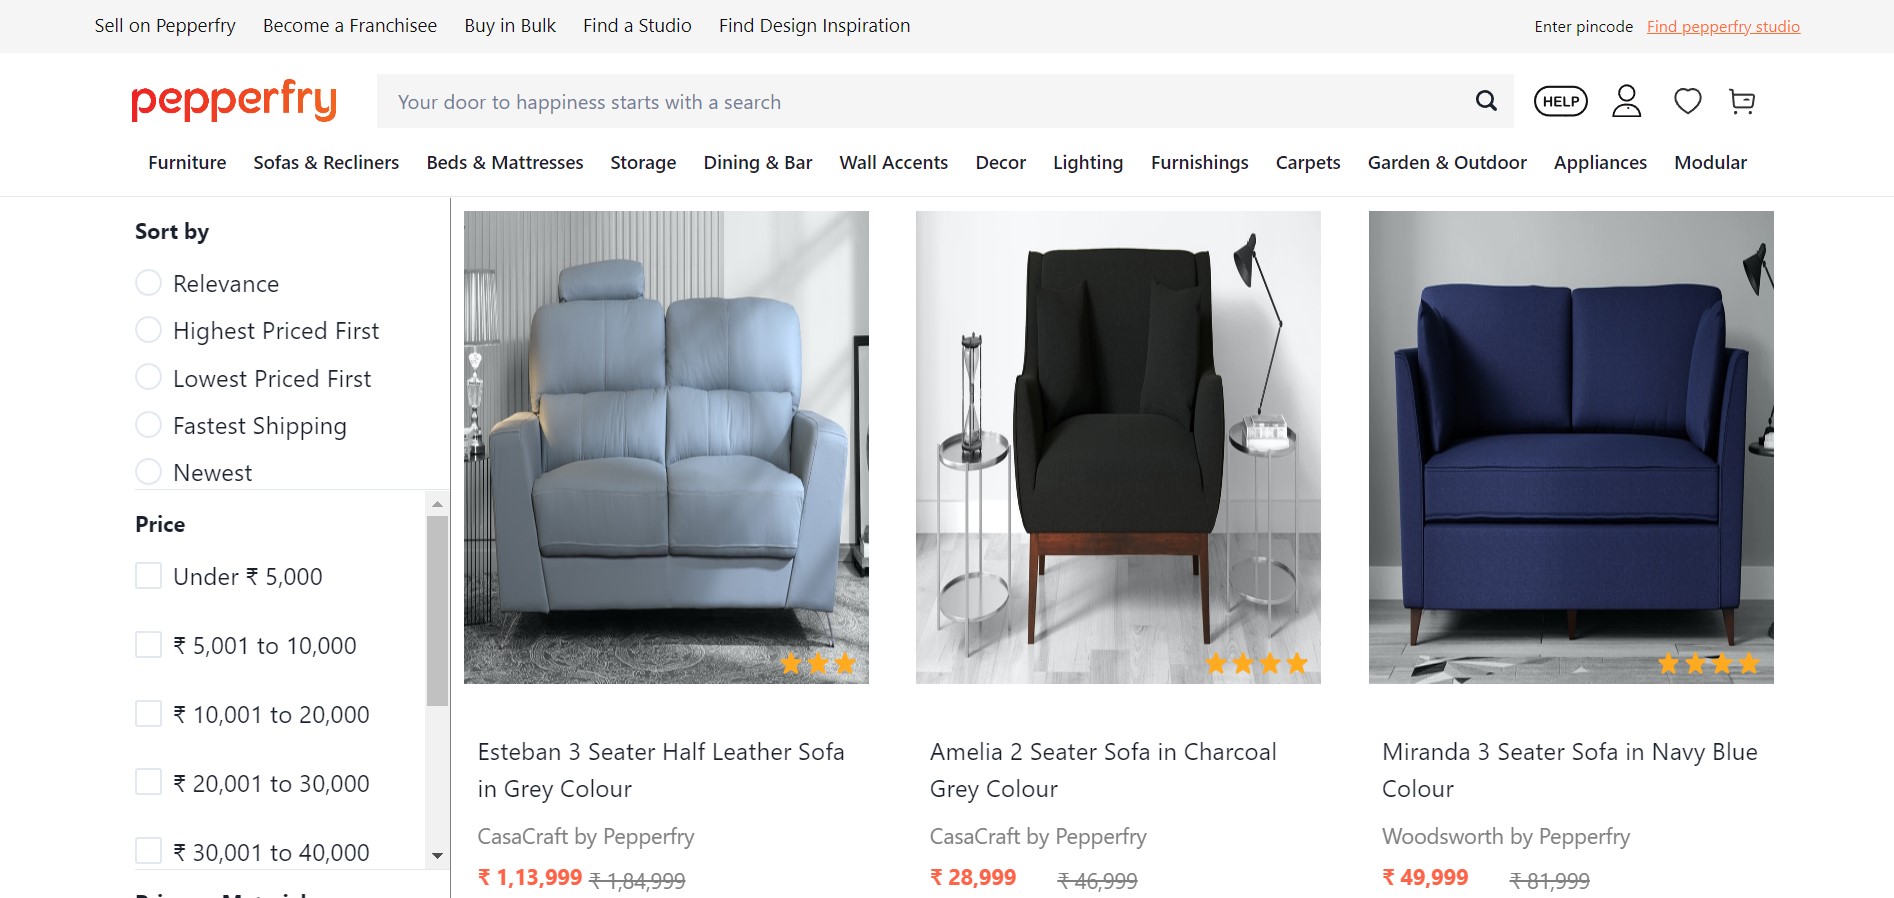 Sell on Pepperfry Become a Franchisee Buy in Bulk Find a Studio Find Design Inspiration Enter pincode Find pepperfry studio
pepperfry Your door to happiness starts with a search HELP
Furniture Sofas & Recliners Beds & Mattresses Storage Dining & Bar Wall Accents Decor Lighting Furnishings Carpets Garden & Outdoor Appliances Modular
Sort by
Relevance
Highest Priced First
Lowest Priced First
Fastest Shipping
Newest
Price
Under ₹ 5,000
₹ 5,001 to 10,000
₹ 10,001 to 20,000
₹ 20,001 to 30,000
₹ 30,001 to 40,000
Esteban 3 Seater Half Leather Sofa
in Grey Colour
CasaCraft by Pepperfry
₹ 1,13,999 ₹ 1,84,999
Amelia 2 Seater Sofa in Charcoal
Grey Colour
CasaCraft by Pepperfry
₹ 28,999 ₹ 46,999
Miranda 3 Seater Sofa in Navy Blue
Colour
Woodsworth by Pepperfry
₹ 49,999 ₹ 81,999